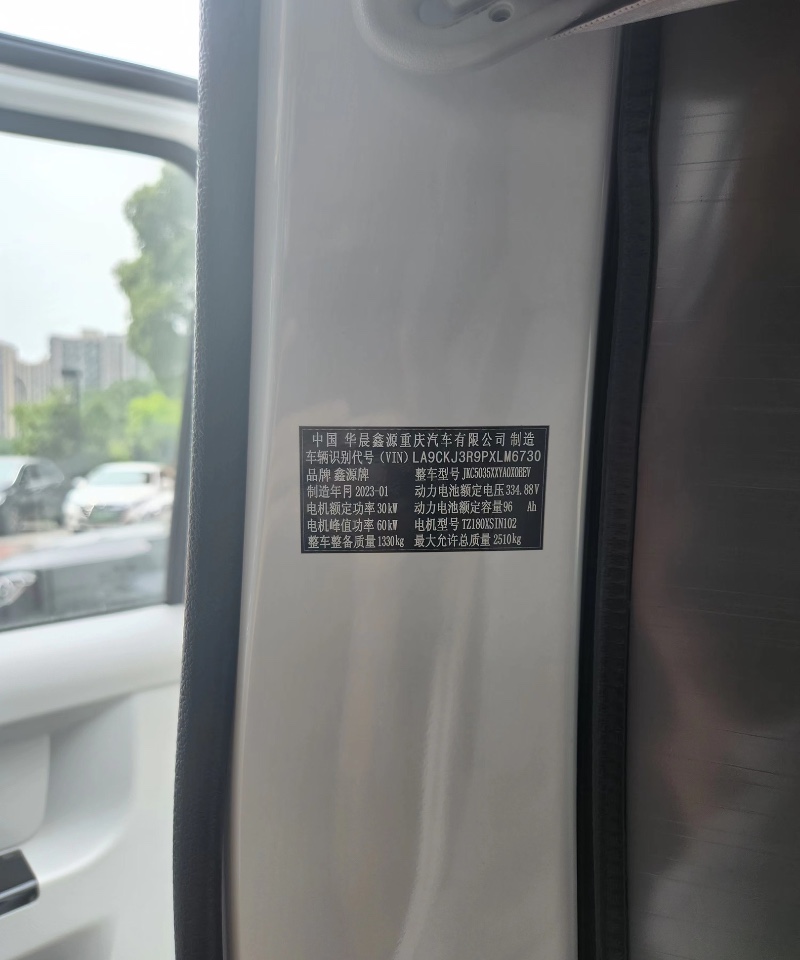 中国 华晨鑫源重庆汽车有限公司 制造
车辆识别代号(VIN) LA9CKJ3R9PXLM6730
品牌 鑫源牌 整车型号 JKC5035XXYA0X0BEV
制造年月 2023-01 动力电池额定电压 334.88V
电机额定功率 30kW 动力电池额定容量 96 Ah
电机峰值功率 60kW 电机型号 TZ180XSIN102
整车整备质量 1330kg 最大允许总质量 2510kg